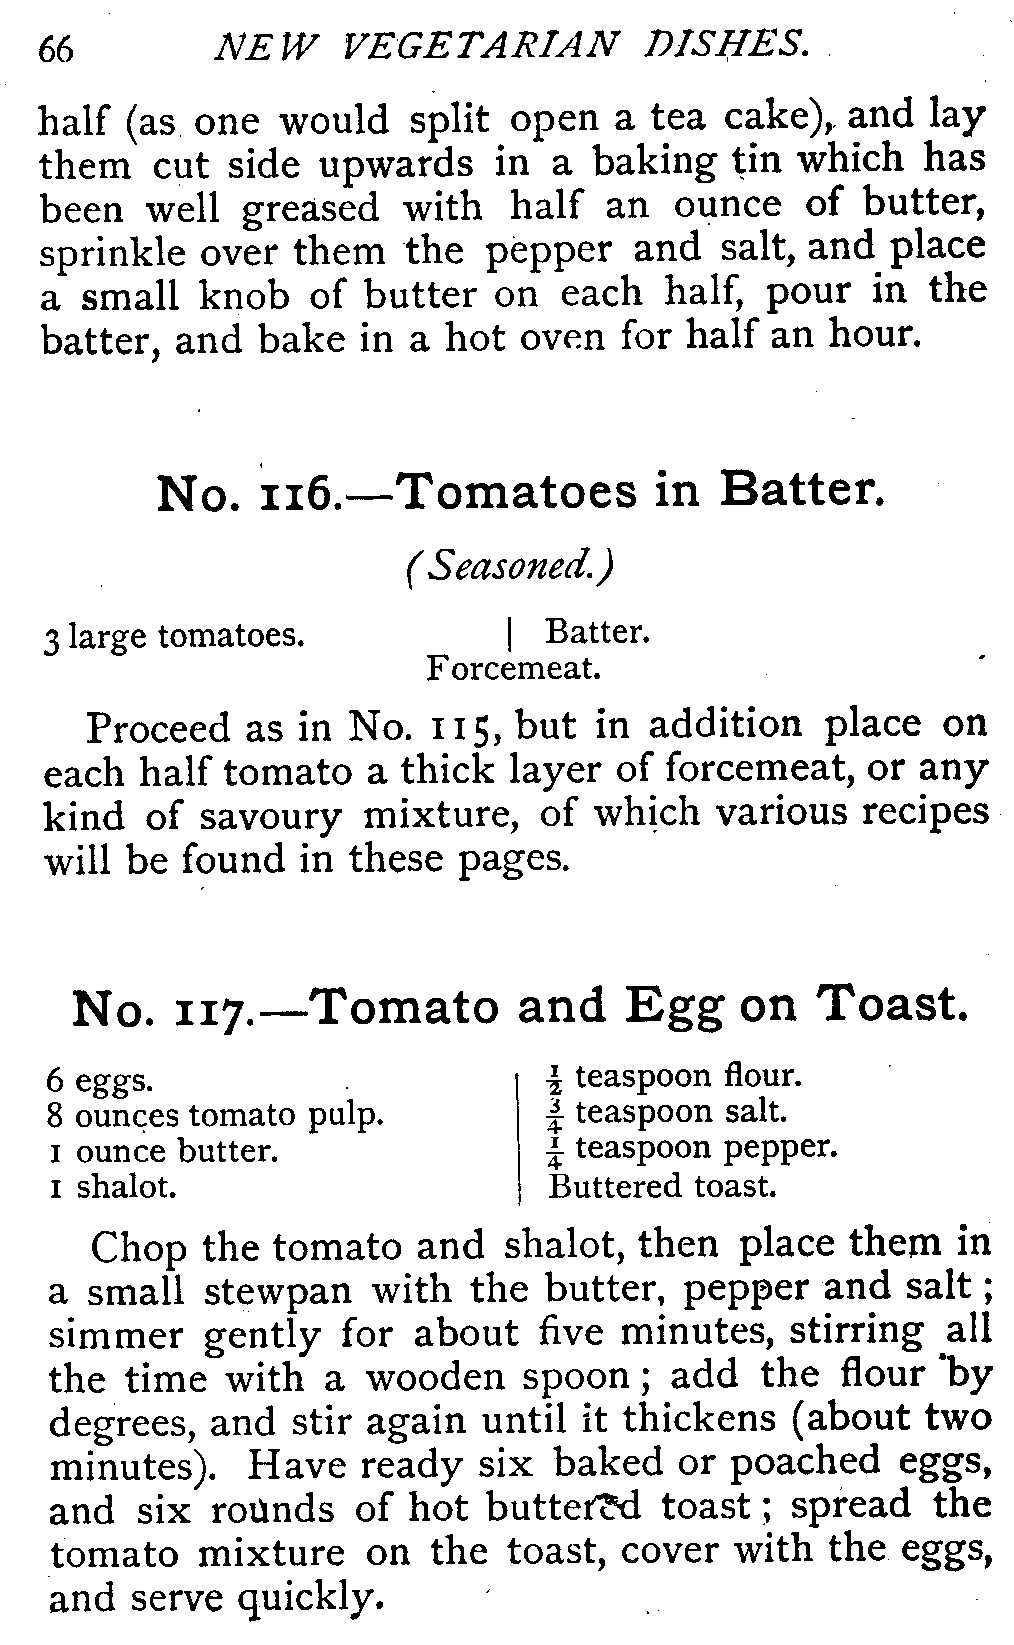 66 NEW VEGETARIAN DISHES.
half (as one would split open a tea cake), and lay
them cut side upwards in a baking tin which has
been well greased with half an ounce of butter,
sprinkle over them the pepper and salt, and place
a small knob of butter on each half, pour in the
batter, and bake in a hot oven for half an hour.
No. 116.—Tomatoes in Batter.
(Seasoned.)
3 large tomatoes. | Batter.
Forcemeat.
Proceed as in No. 115, but in addition place on
each half tomato a thick layer of forcemeat, or any
kind of savoury mixture, of which various recipes
will be found in these pages.
No. 117.—Tomato and Egg on Toast.
6 eggs.
8 ounces tomato pulp.
1 ounce butter.
1 shalot.
½ teaspoon flour.
¾ teaspoon salt.
¼ teaspoon pepper.
Buttered toast.
Chop the tomato and shalot, then place them in
a small stewpan with the butter, pepper and salt;
simmer gently for about five minutes, stirring all
the time with a wooden spoon; add the flour by
degrees, and stir again until it thickens (about two
minutes). Have ready six baked or poached eggs,
and six rounds of hot buttered toast; spread the
tomato mixture on the toast, cover with the eggs,
and serve quickly.